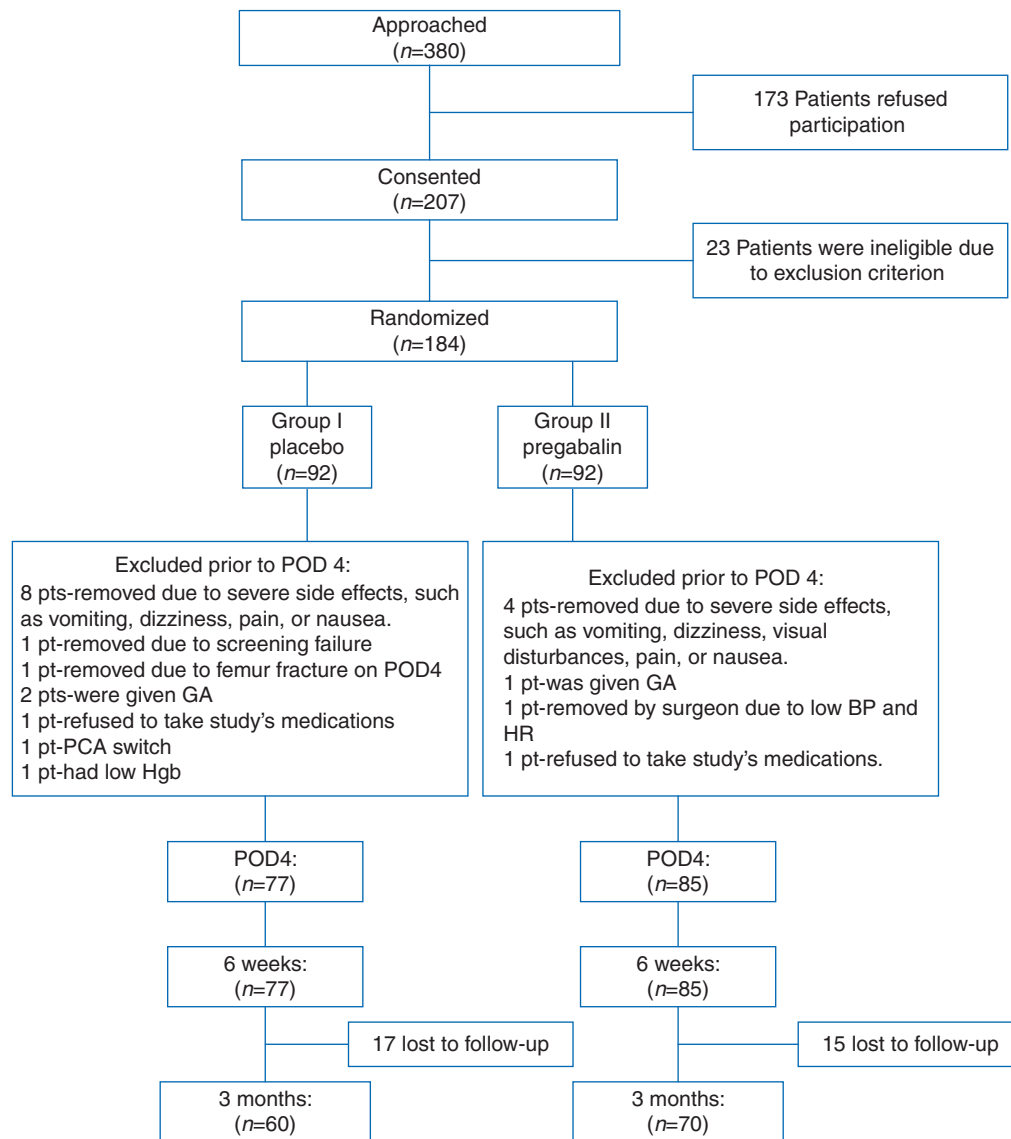 Approached
(n=380)
173 Patients refused
participation
Consented
(n=207)
23 Patients were ineligible due
to exclusion criterion
Randomized
(n=184)
Group I
placebo
(n=92)
Group II
pregabalin
(n=92)
Excluded prior to POD 4:
8 pts-removed due to severe side effects, such
as vomiting, dizziness, pain, or nausea.
1 pt-removed due to screening failure
1 pt-removed due to femur fracture on POD4
2 pts-were given GA
1 pt-refused to take study's medications
1 pt-PCA switch
1 pt-had low Hgb
Excluded prior to POD 4:
4 pts-removed due to severe side effects,
such as vomiting, dizziness, visual
disturbances, pain, or nausea.
1 pt-was given GA
1 pt-removed by surgeon due to low BP and
HR
1 pt-refused to take study's medications.
POD4:
(n=77)
POD4:
(n=85)
6 weeks:
(n=77)
6 weeks:
(n=85)
17 lost to follow-up
15 lost to follow-up
3 months:
(n=60)
3 months:
(n=70)